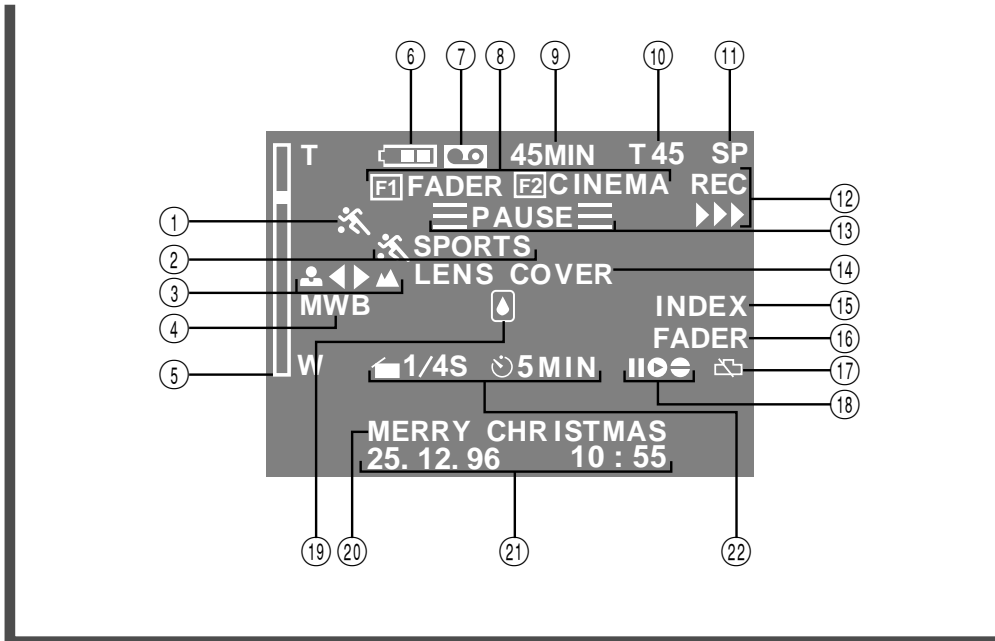 6 7 8 9 10 11
T 45MIN T 45 SP
F1 FADER F2 CINEMA REC
12
PAUSE
1
13
SPORTS
2
LENS COVER 14
3
MWB INDEX 15
4
FADER 16
W 1/4S 5MIN 17
5
18
MERRY CHRISTMAS
25. 12. 96 10 : 55
19 20 21 22